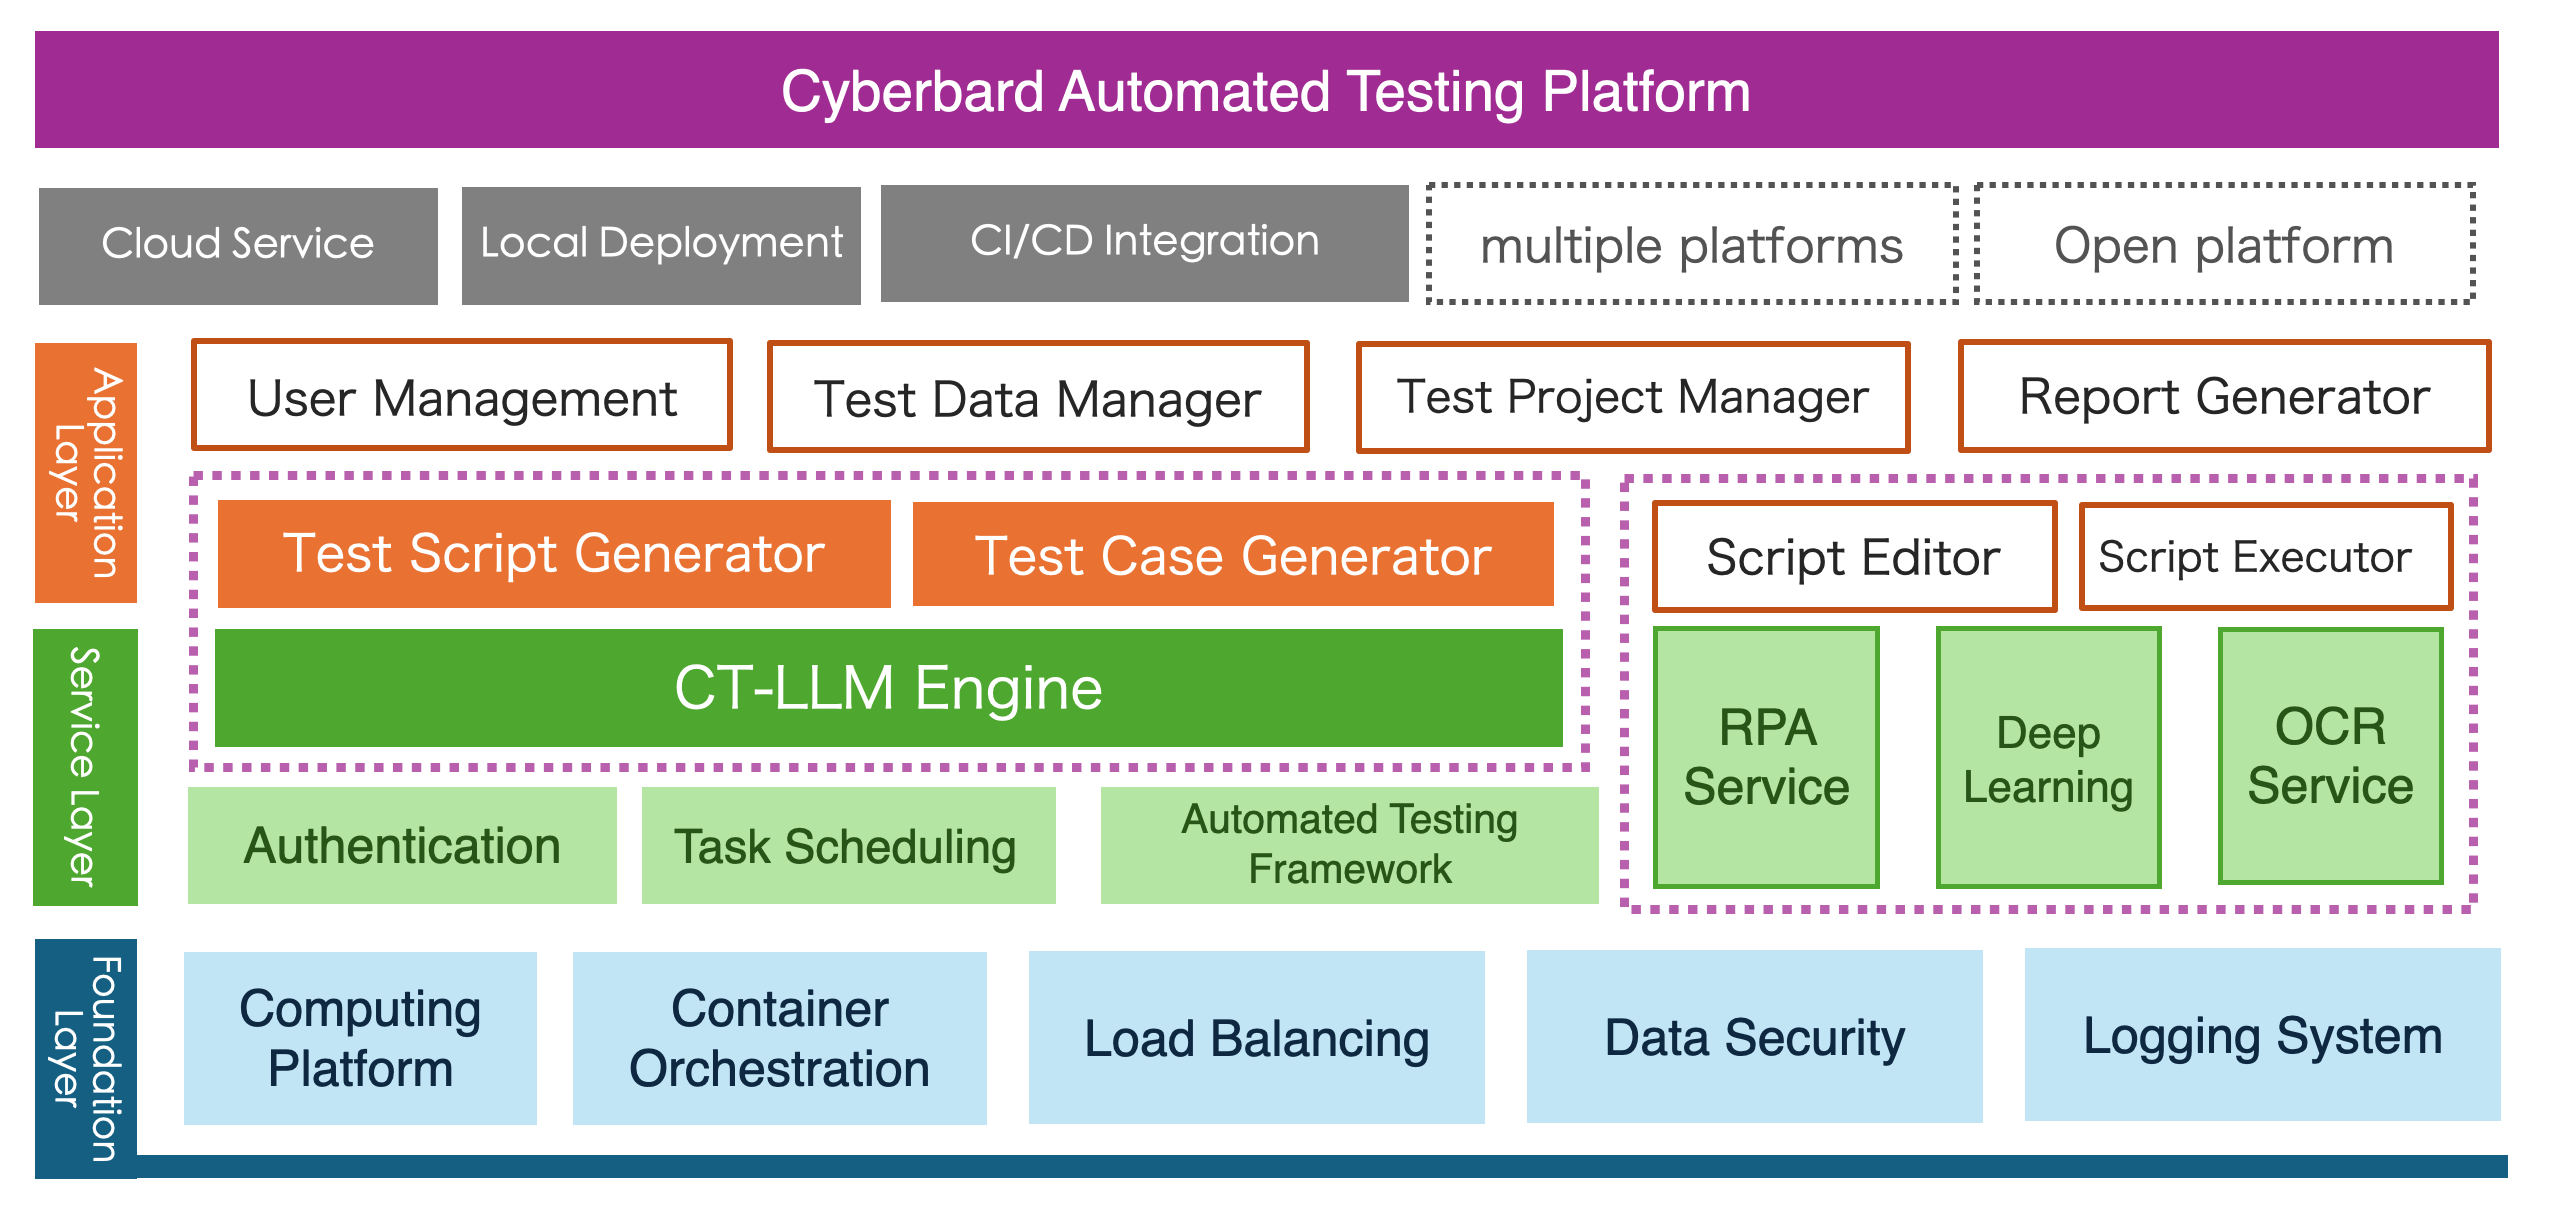 Cyberbard Automated Testing Platform
Cloud Service
Local Deployment
CI/CD Integration
multiple platforms
Open platform
Application
Layer
User Management
Test Data Manager
Test Project Manager
Report Generator
Test Script Generator
Test Case Generator
Script Editor
Script Executor
Service Layer
CT-LLM Engine
RPA
Service
Deep
Learning
OCR
Service
Authentication
Task Scheduling
Automated Testing
Framework
Foundation
Layer
Computing
Platform
Container
Orchestration
Load Balancing
Data Security
Logging System